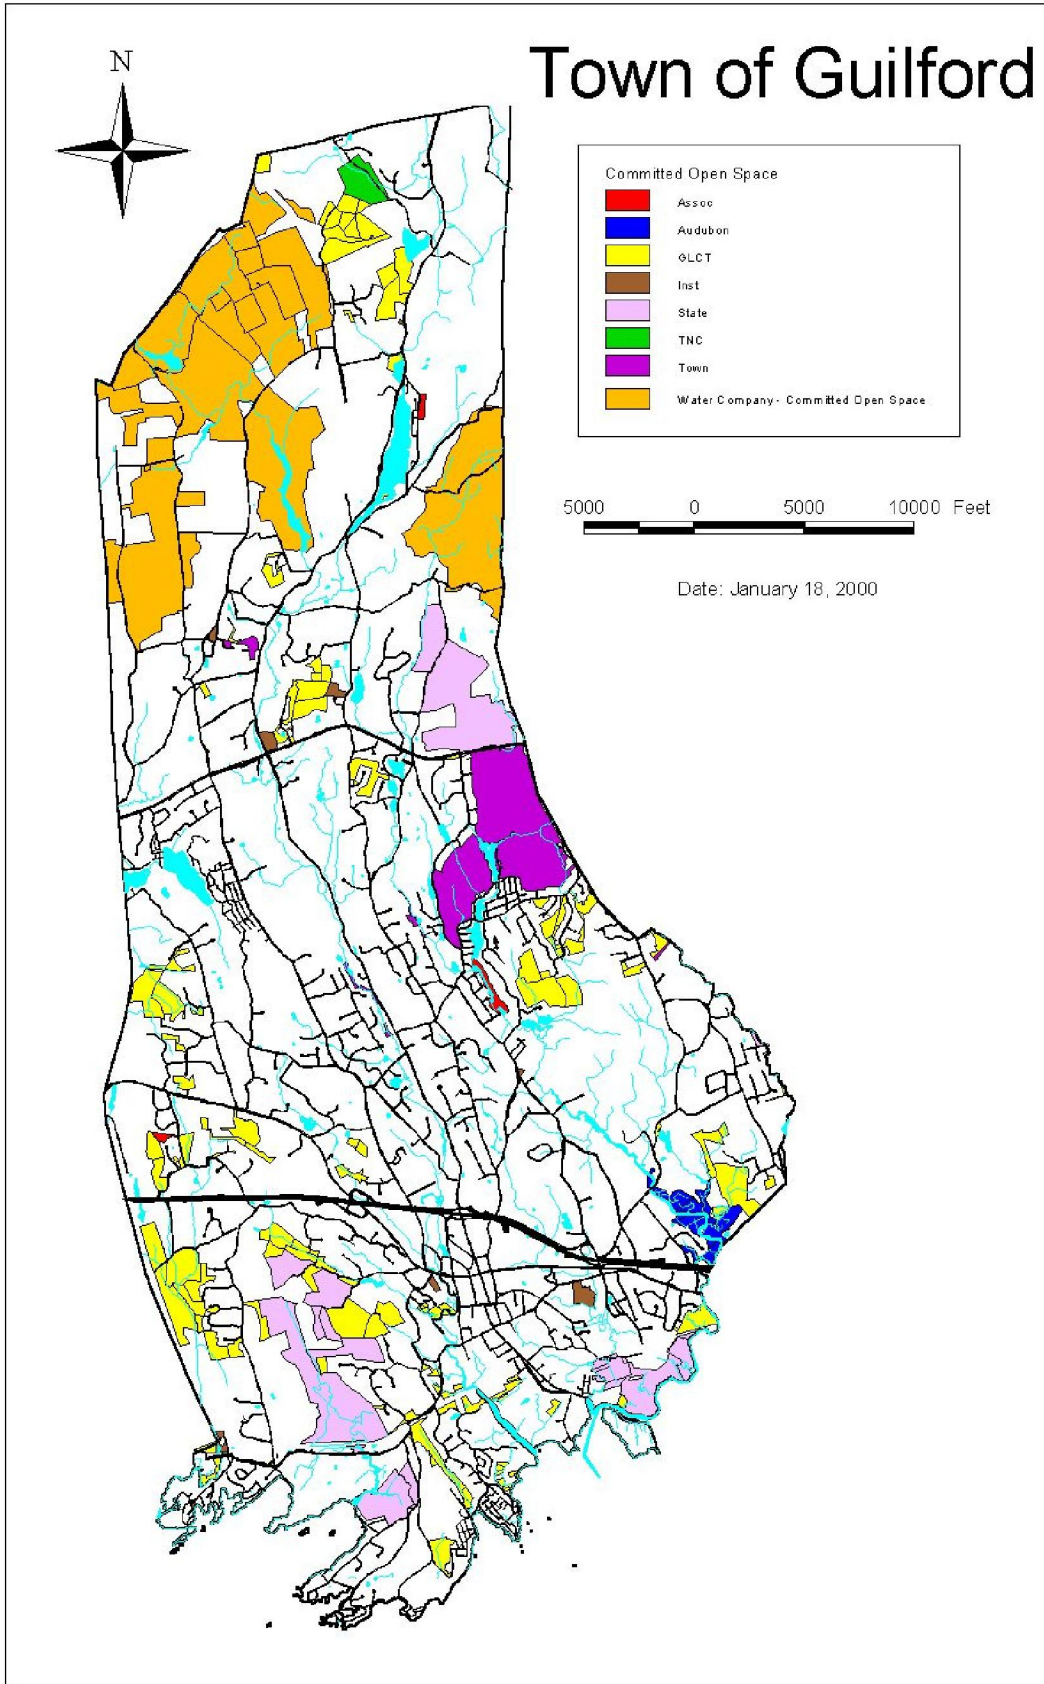 N
Town of Guilford
Committed Open Space
Assoc
Audubon
GLCT
Inst
State
TNC
Town
Water Company - Committed Open Space
5000 0 5000 10000 Feet
Date: January 18, 2000